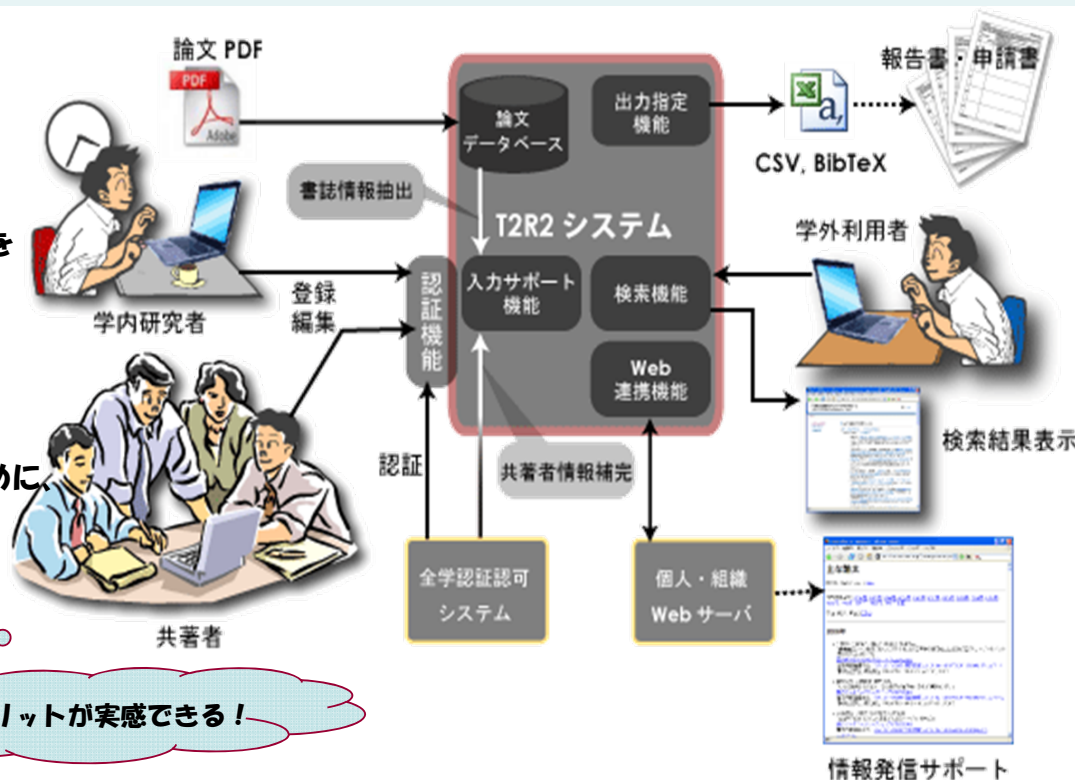 論文 PDF
PDF
Adobe
報告書・申請書
論文
データベース
出力指定
機能
a,
CSV, BibTeX
書誌情報抽出
T2R2 システム
学外利用者
を
学内研究者
登録
編集
認証機能
入力サポート
機能
検索機能
Web
連携機能
検索結果表示
めに、
認証
共著者情報補完
全学認証認可
システム
個人・組織
Web サーバ
共著者
リットが実感できる！
情報発信サポート